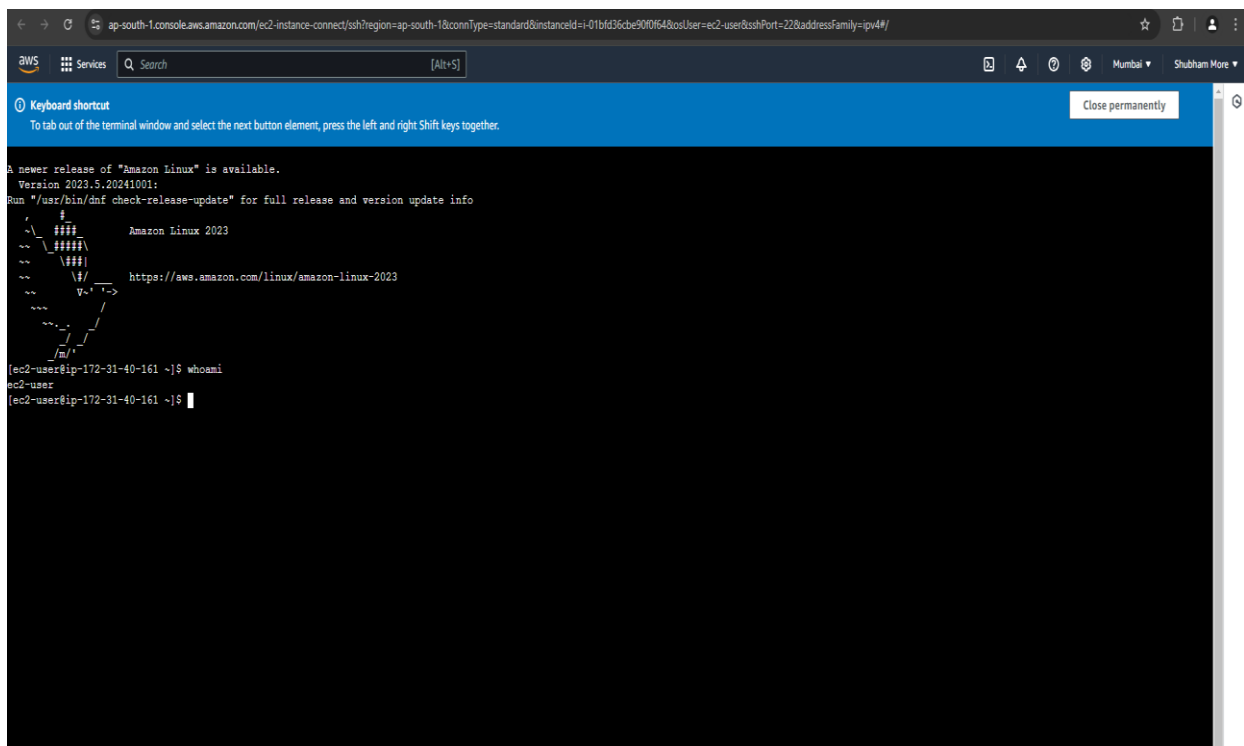 ap-south-1.console.aws.amazon.com/ec2-instance-connect/ssh?region=ap-south-1&connType=standard&instanceId=i-01bfd36cbe90f0f64&osUser=ec2-user&sshPort=22&addressFamily=ipv4#/
aws Services Search [Alt+S] Mumbai ▼ Shubham More ▼
Keyboard shortcut
Close permanently
To tab out of the terminal window and select the next button element, press the left and right Shift keys together.
A newer release of "Amazon Linux" is available.
  Version 2023.5.20241001:
Run "/usr/bin/dnf check-release-update" for full release and version update info
   ,     #_
   ~\_  ####_        Amazon Linux 2023
  ~~  \_#####\
  ~~     \###|
  ~~       \#/ ___   https://aws.amazon.com/linux/amazon-linux-2023
   ~~       V~' '->
    ~~~         /
      ~~._.   _/
         _/ _/
       _/m/'
[ec2-user@ip-172-31-40-161 ~]$ whoami
ec2-user
[ec2-user@ip-172-31-40-161 ~]$